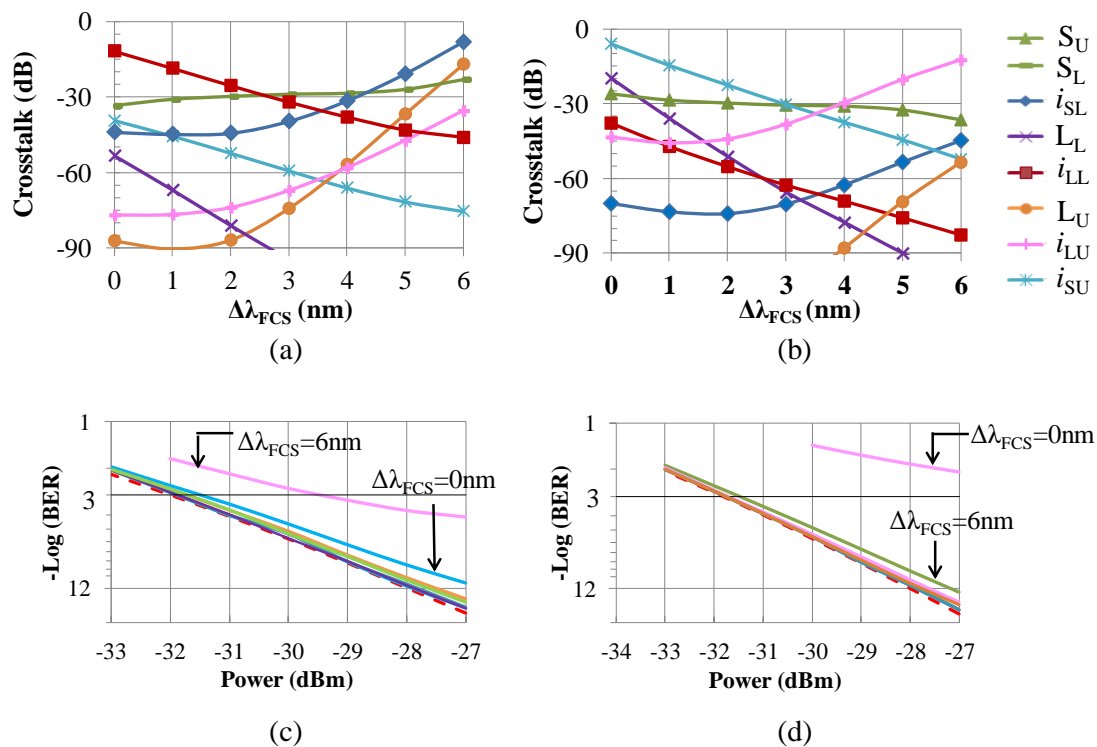 0
-30
-60
-90
Crosstalk (dB)
0 1 2 3 4 5 6
Δλ_FCS (nm)
(a)
0
-30
-60
-90
Crosstalk (dB)
0 1 2 3 4 5 6
Δλ_FCS (nm)
(b)
S_U
S_L
i_SL
L_L
i_LL
L_U
i_LU
i_SU
1
3
12
-Log (BER)
Δλ_FCS=6nm
Δλ_FCS=0nm
-33 -32 -31 -30 -29 -28 -27
Power (dBm)
(c)
1
3
12
-Log (BER)
Δλ_FCS=0nm
Δλ_FCS=6nm
-34 -33 -32 -31 -30 -29 -28 -27
Power (dBm)
(d)